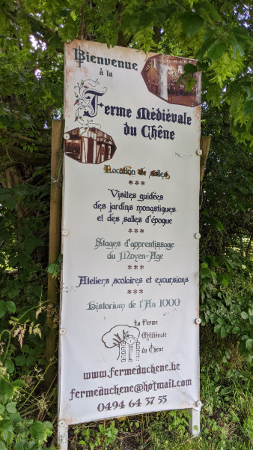 Bienvenue
à la
Ferme Médiévale
du Chêne
Location de salles
***
Visites guidées
des jardins monastiques
et des salles d'époque
***
Stages d'apprentissage
du Moyen-Age
***
Ateliers scolaires et excursions
***
Historium de l'An 1000
La Ferme
Médiévale
du Chêne
www.fermeduchene.be
fermeduchene@hotmail.com
0494 64 37 55